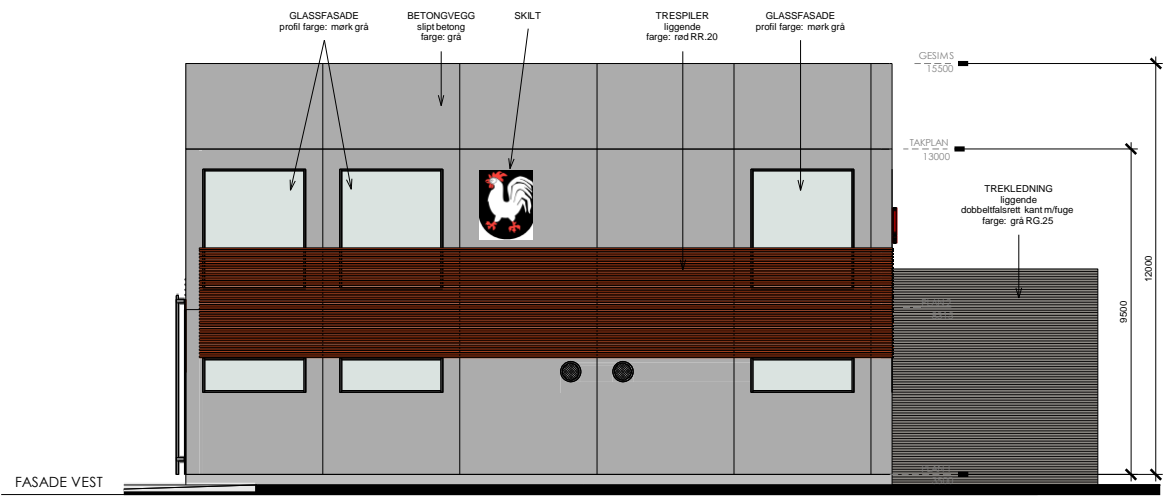 GLASSFASADE
profil farge: mørk grå
BETONGVEGG
slipt betong
farge: grå
SKILT
TRESPILER
liggende
farge: rød RR.20
GLASSFASADE
profil farge: mørk grå
GESIMS
15500
TAKPLAN
13000
TREKLEDNING
liggende
dobbeltfalsrett kant m/fuge
farge: grå RG.25
12000
9500
FASADE VEST